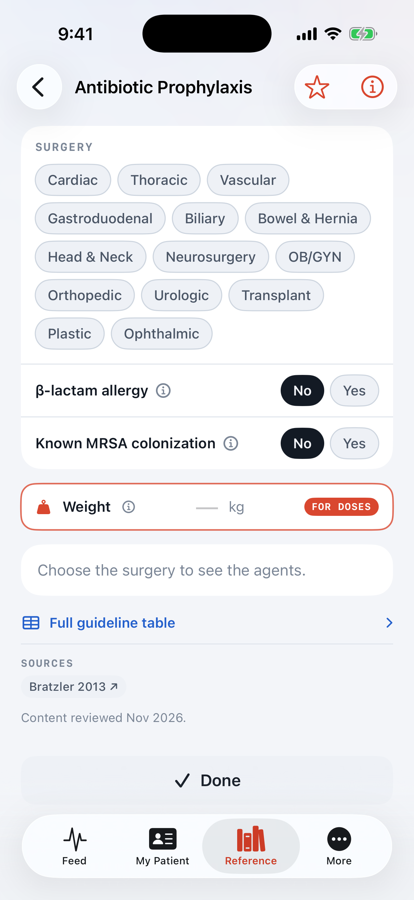 9:41
Antibiotic Prophylaxis
SURGERY
Cardiac Thoracic Vascular
Gastroduodenal Biliary Bowel & Hernia
Head & Neck Neurosurgery OB/GYN
Orthopedic Urologic Transplant
Plastic Ophthalmic
β-lactam allergy No Yes
Known MRSA colonization No Yes
Weight kg FOR DOSES
Choose the surgery to see the agents.
Full guideline table
SOURCES
Bratzler 2013 ↗
Content reviewed Nov 2026.
Done
Feed My Patient Reference More